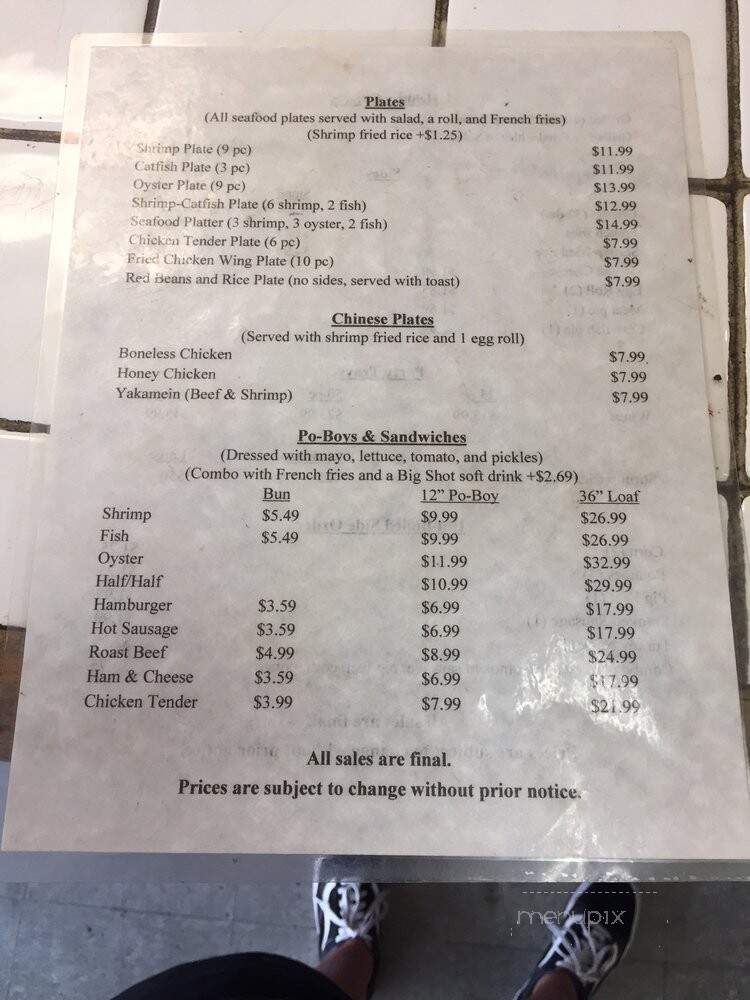 Plates
(All seafood plates served with salad, a roll, and French fries)
(Shrimp fried rice +$1.25)
Shrimp Plate (9 pc) $11.99
Catfish Plate (3 pc) $11.99
Oyster Plate (9 pc) $13.99
Shrimp-Catfish Plate (6 shrimp, 2 fish) $12.99
Seafood Platter (3 shrimp, 3 oyster, 2 fish) $14.99
Chicken Tender Plate (6 pc) $7.99
Fried Chicken Wing Plate (10 pc) $7.99
Red Beans and Rice Plate (no sides, served with toast) $7.99
Chinese Plates
(Served with shrimp fried rice and 1 egg roll)
Boneless Chicken $7.99
Honey Chicken $7.99
Yakamein (Beef & Shrimp) $7.99
Po-Boys & Sandwiches
(Dressed with mayo, lettuce, tomato, and pickles)
(Combo with French fries and a Big Shot soft drink +$2.69)
Bun 12” Po-Boy 36” Loaf
Shrimp $5.49 $9.99 $26.99
Fish $5.49 $9.99 $26.99
Oyster $11.99 $32.99
Half/Half $10.99 $29.99
Hamburger $3.59 $6.99 $17.99
Hot Sausage $3.59 $6.99 $17.99
Roast Beef $4.99 $8.99 $24.99
Ham & Cheese $3.59 $6.99 $17.99
Chicken Tender $3.99 $7.99 $21.99
All sales are final.
Prices are subject to change without prior notice.
menupix